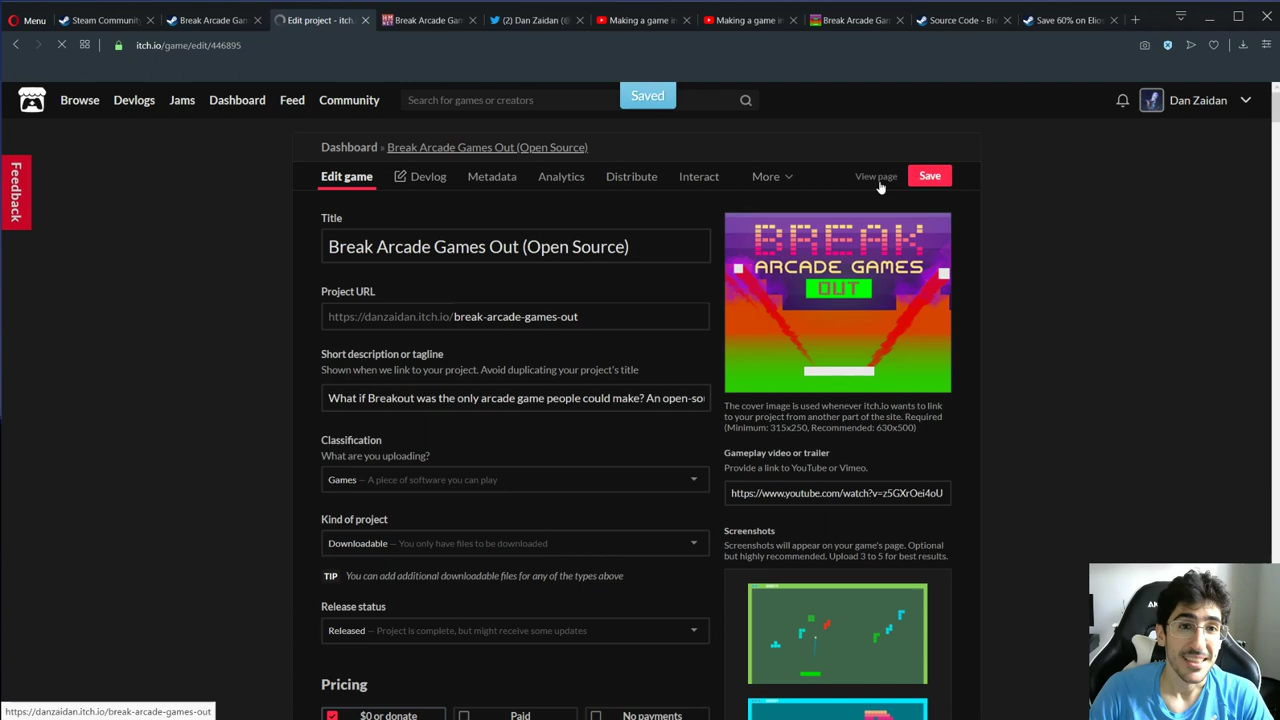 Menu
Steam Community
Break Arcade Gan
Edit project - itch.
Break Arcade Gam
(2) Dan Zaidan (@
Making a game in
Making a game in
Break Arcade Gan
Source Code - Bre
Save 60% on Elios
itch.io/game/edit/446895
Browse
Devlogs
Jams
Dashboard
Feed
Community
Search for games or creators
Saved
Dan Zaidan
Feedback
Dashboard » Break Arcade Games Out (Open Source)
Edit game
Devlog
Metadata
Analytics
Distribute
Interact
More
View page
Save
Title
Break Arcade Games Out (Open Source)
Project URL
https://danzaidan.itch.io/break-arcade-games-out
Short description or tagline
Shown when we link to your project. Avoid duplicating your project's title
What if Breakout was the only arcade game people could make? An open-so
Classification
What are you uploading?
Games — A piece of software you can play
Kind of project
Downloadable — You only have files to be downloaded
TIP You can add additional downloadable files for any of the types above
Release status
Released — Project is complete, but might receive some updates
Pricing
$0 or donate
Paid
No payments
BREAK
ARCADE GAMES
OUT
The cover image is used whenever itch.io wants to link
to your project from another part of the site. Required
(Minimum: 315x250, Recommended: 630x500)
Gameplay video or trailer
Provide a link to YouTube or Vimeo.
https://www.youtube.com/watch?v=z5GXrOei4oU
Screenshots
Screenshots will appear on your game's page. Optional
but highly recommended. Upload 3 to 5 for best results.
https://danzaidan.itch.io/break-arcade-games-out